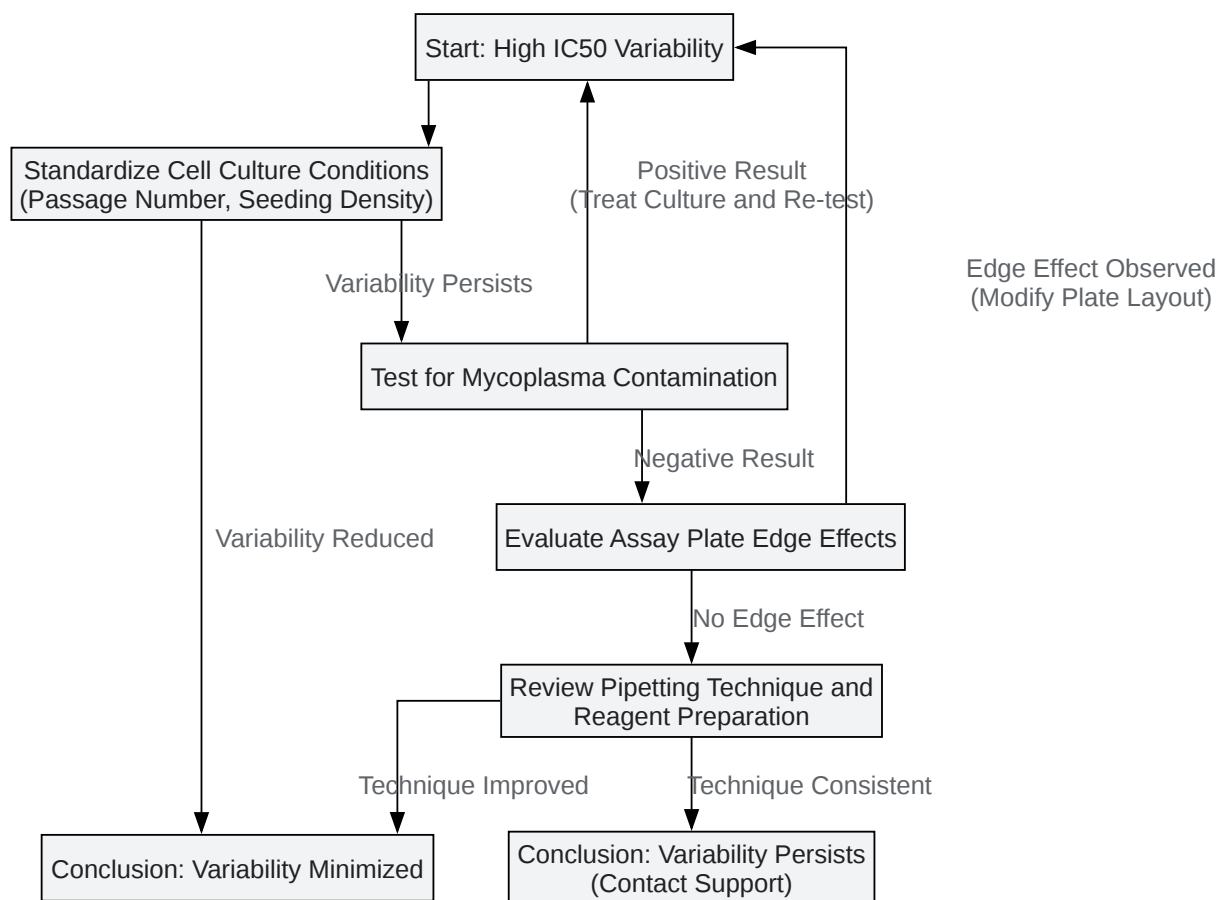 Start: High IC50 Variability
Standardize Cell Culture Conditions
(Passage Number, Seeding Density)
Positive Result
(Treat Culture and Re-test)
Edge Effect Observed
(Modify Plate Layout)
Variability Persists
Test for Mycoplasma Contamination
Negative Result
Variability Reduced
Evaluate Assay Plate Edge Effects
No Edge Effect
Review Pipetting Technique and
Reagent Preparation
Technique Improved
Technique Consistent
Conclusion: Variability Minimized
Conclusion: Variability Persists
(Contact Support)